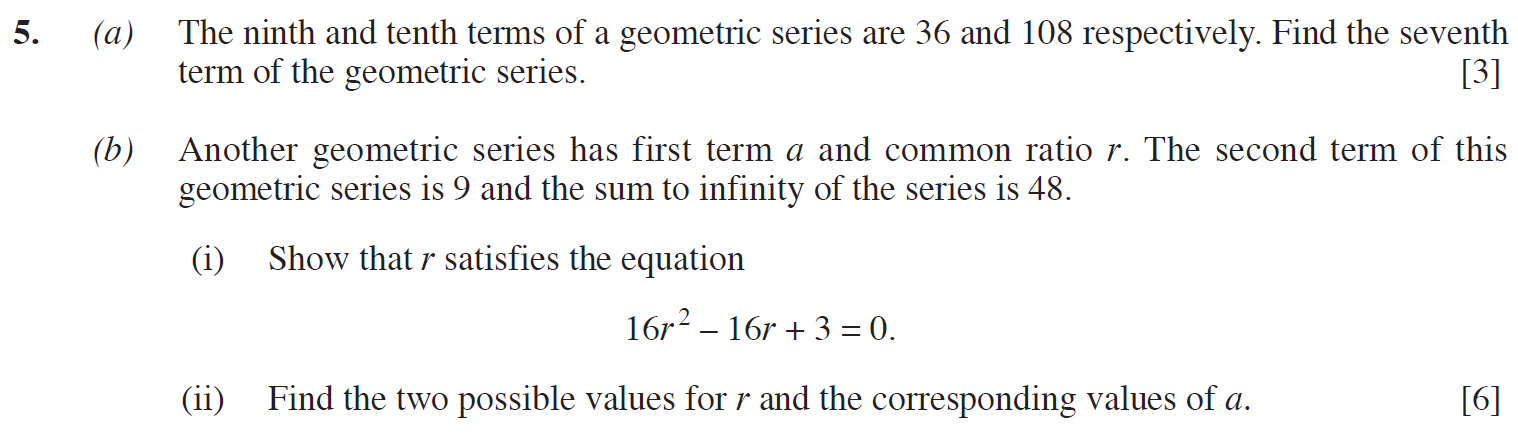 5. (a) The ninth and tenth terms of a geometric series are 36 and 108 respectively. Find the seventh
term of the geometric series. [3]
(b) Another geometric series has first term a and common ratio r. The second term of this
geometric series is 9 and the sum to infinity of the series is 48.
(i) Show that r satisfies the equation
16r² – 16r + 3 = 0.
(ii) Find the two possible values for r and the corresponding values of a. [6]